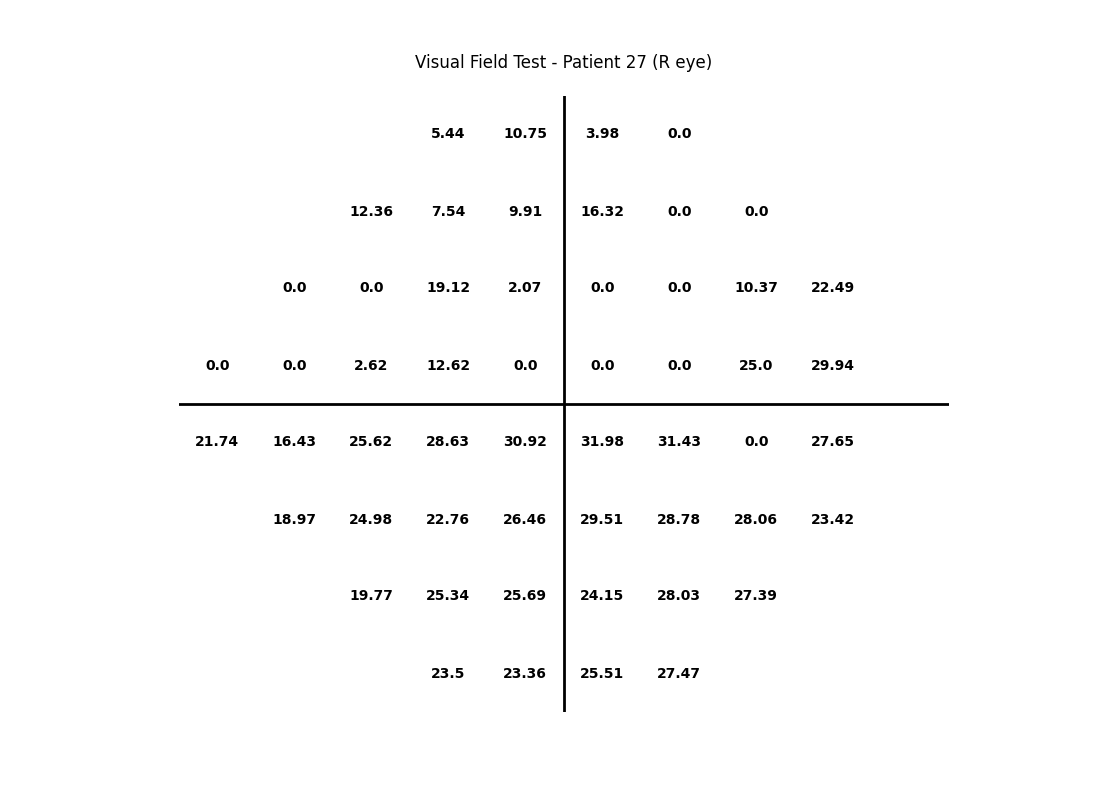 Visual Field Test - Patient 27 (R eye)
5.44 10.75 3.98 0.0
12.36 7.54 9.91 16.32 0.0 0.0
0.0 0.0 19.12 2.07 0.0 0.0 10.37 22.49
0.0 0.0 2.62 12.62 0.0 0.0 0.0 25.0 29.94
21.74 16.43 25.62 28.63 30.92 31.98 31.43 0.0 27.65
18.97 24.98 22.76 26.46 29.51 28.78 28.06 23.42
19.77 25.34 25.69 24.15 28.03 27.39
23.5 23.36 25.51 27.47